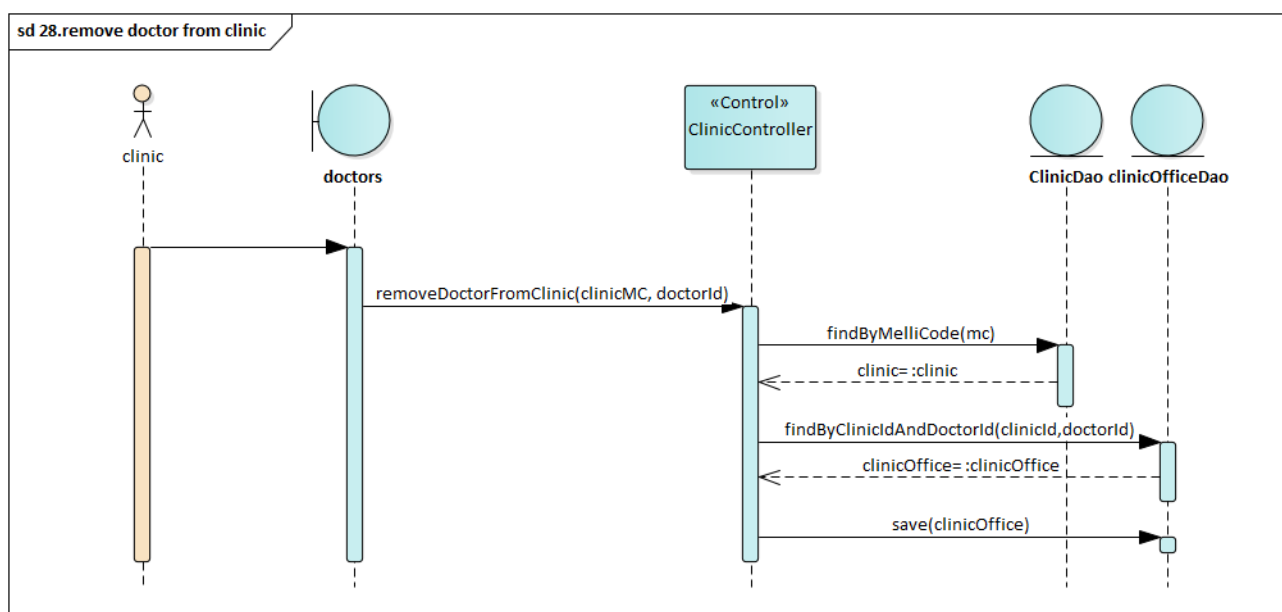 sd 28.remove doctor from clinic
clinic
doctors
«Control»
ClinicController
ClinicDao
clinicOfficeDao
removeDoctorFromClinic(clinicMC, doctorId)
findByMelliCode(mc)
clinic= :clinic
findByClinicIdAndDoctorId(clinicId,doctorId)
clinicOffice= :clinicOffice
save(clinicOffice)